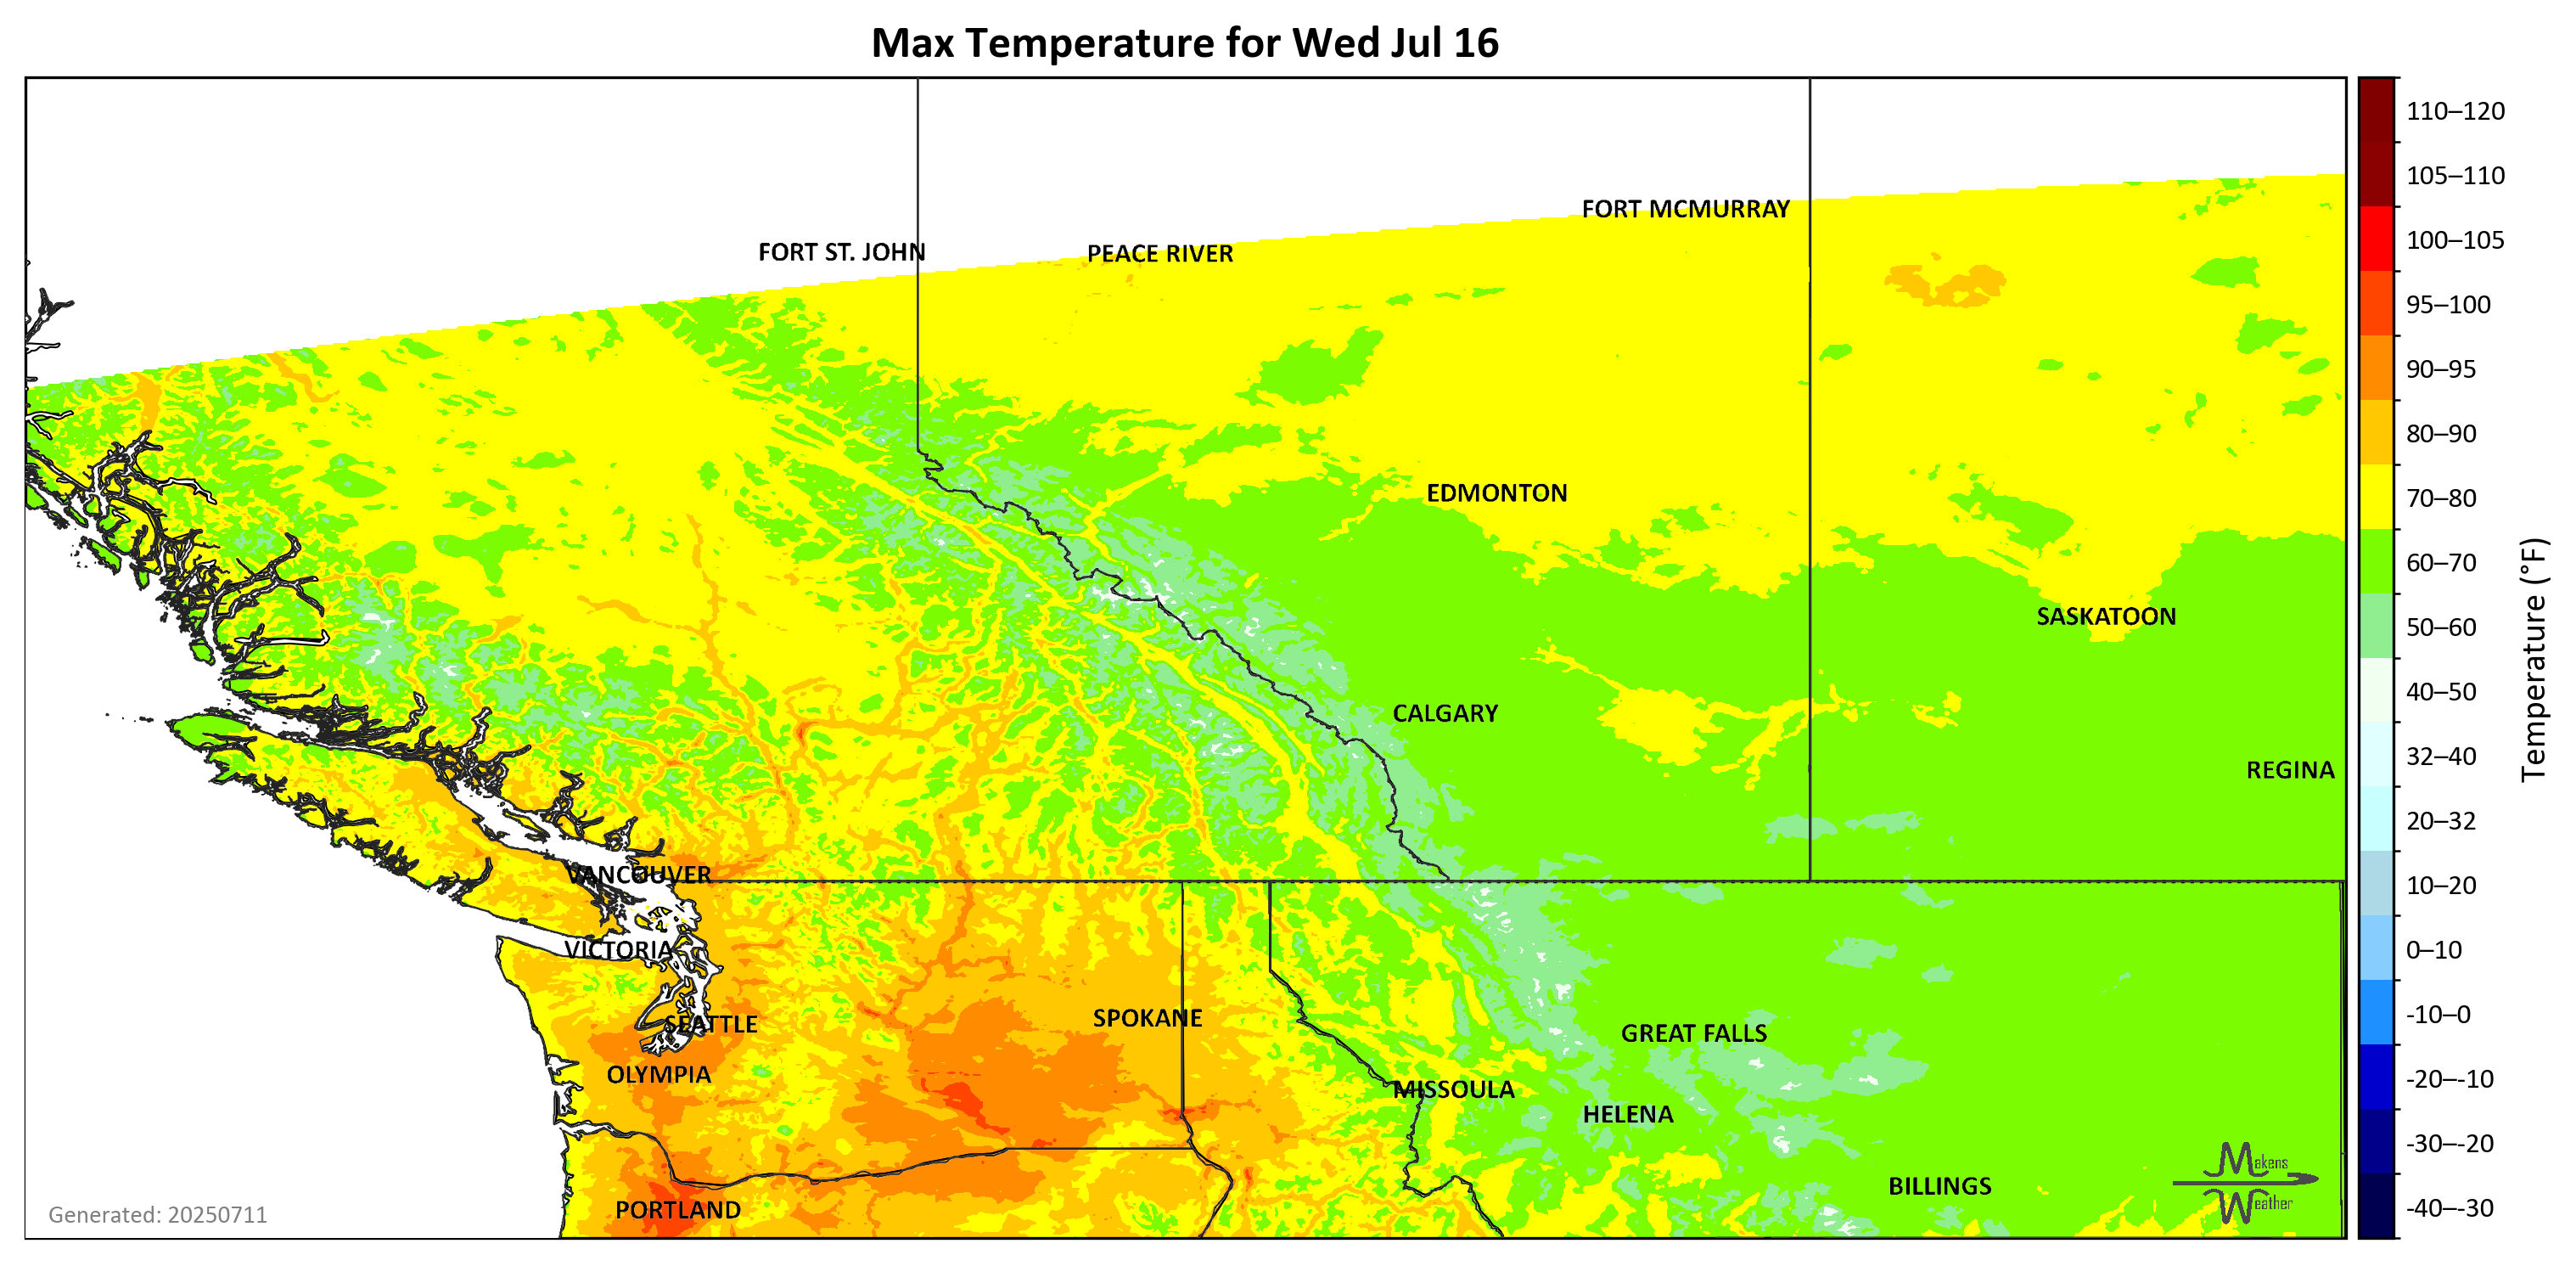 Max Temperature for Wed Jul 16
FORT MCMURRAY
FORT ST. JOHN
PEACE RIVER
EDMONTON
SASKATOON
CALGARY
REGINA
VANCOUVER
VICTORIA
SEATTLE
SPOKANE
GREAT FALLS
OLYMPIA
MISSOULA
HELENA
BILLINGS
PORTLAND
Makens
Weather
Generated: 20250711
110–120
105–110
100–105
95–100
90–95
80–90
70–80
60–70
50–60
40–50
32–40
20–32
10–20
0–10
-10–0
-20–-10
-30–-20
-40–-30
Temperature (°F)